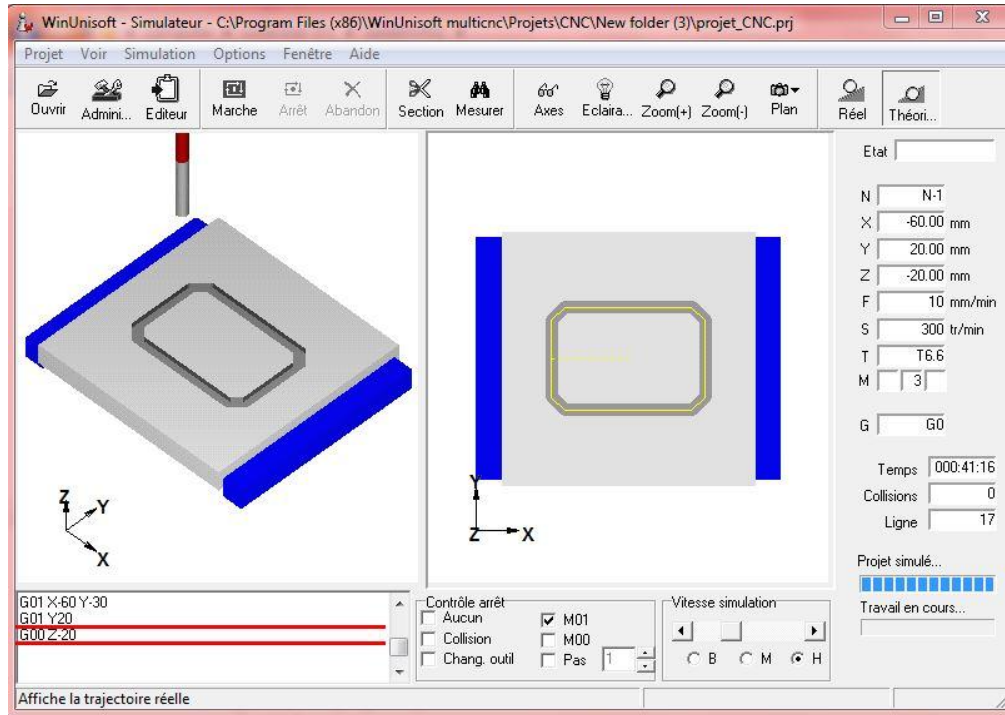 WinUnisoft - Simulateur - C:\Program Files (x86)\WinUnisoft multicnc\Projets\CNC\New folder (3)\projet_CNC.prj
Projet Voir Simulation Options Fenêtre Aide
Ouvrir Admini... Editeur Marche Arrêt Abandon Section Mesurer Axes Eclaira... Zoom(+) Zoom(-) Plan Réel Théori...
Etat
N N-1
X -60.00 mm
Y 20.00 mm
Z -20.00 mm
F 10 mm/min
S 300 tr/min
T T6.6
M 3
G G0
Temps 000:41:16
Collisions 0
Ligne 17
Projet simulé...
Travail en cours...
Z Y X
Y Z X
G01 X-60 Y-30
G01 Y20
G00 Z-20
Contrôle arrêt
Aucun M01
Collision M00
Chang. outil Pas 1
Vitesse simulation
B M H
Affiche la trajectoire réelle